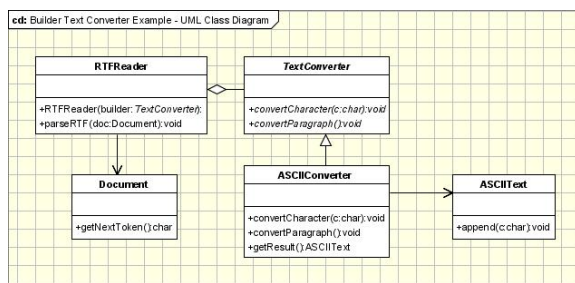 cd: Builder Text Converter Example - UML Class Diagram
RTFReader
+RTFReader(builder: TextConverter):
+parseRTF(doc:Document):void
TextConverter
+convertCharacter(c:char):void
+convertParagraph():void
Document
+getNextToken():char
ASCIIConverter
+convertCharacter(c:char):void
+convertParagraph():void
+getResult():ASCIIText
ASCIIText
+append(c:char):void